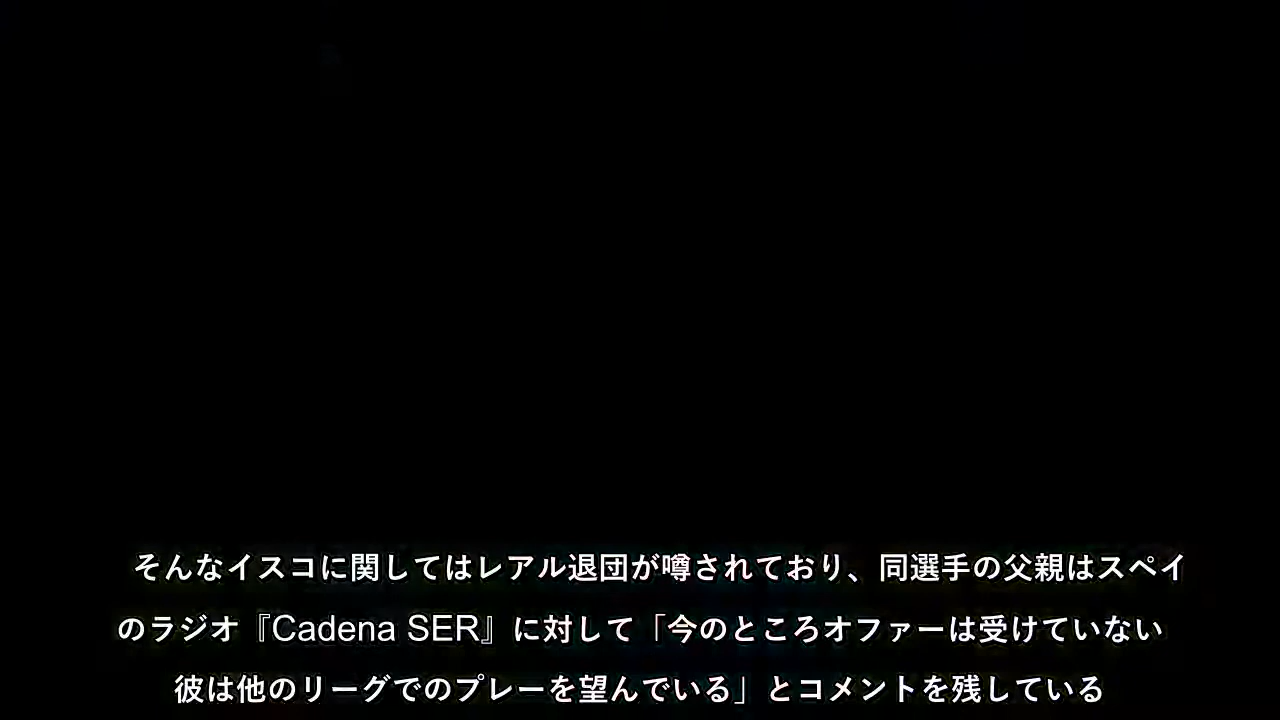 そんなイスコに関してはレアル退団が噂されており、同選手の父親はスペイ
のラジオ『Cadena SER』に対して「今のところオファーは受けていない
彼は他のリーグでのプレーを望んでいる」とコメントを残している